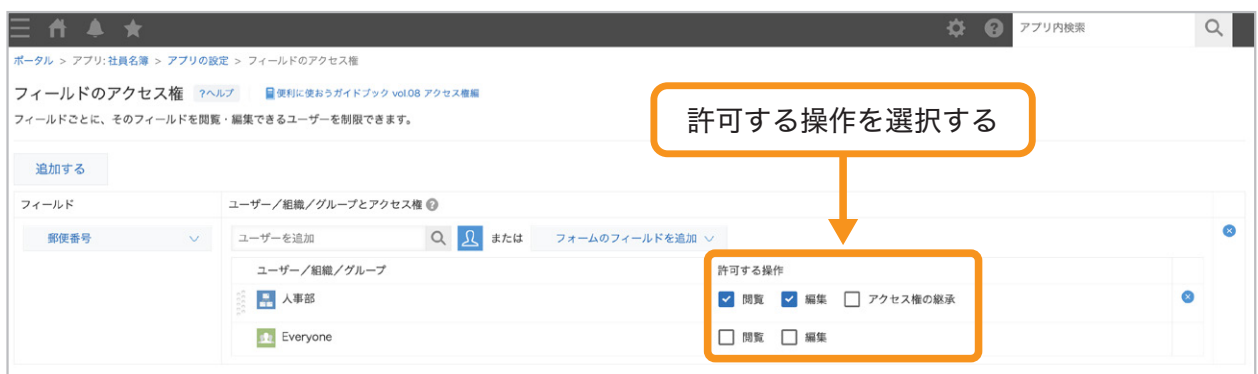 アプリ内検索
ポータル > アプリ: 社員名簿 > アプリの設定 > フィールドのアクセス権
フィールドのアクセス権 ?ヘルプ 便利に使おうガイドブック vol.08 アクセス権編
フィールドごとに、そのフィールドを閲覧・編集できるユーザーを制限できます。
許可する操作を選択する
追加する
フィールド ユーザー／組織／グループとアクセス権
郵便番号 ユーザーを追加 または フォームのフィールドを追加
ユーザー／組織／グループ 許可する操作
人事部 閲覧 編集 アクセス権の継承
Everyone 閲覧 編集